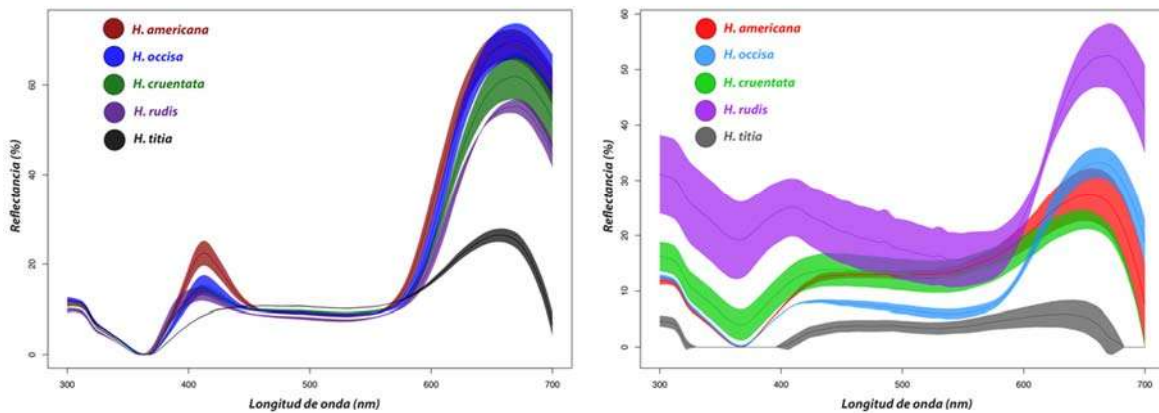 H. americana
H. occisa
H. cruentata
H. rudis
H. titia
Reflectancia (%)
0
20
40
60
300
400
500
600
700
Longitud de onda (nm)
H. americana
H. occisa
H. cruentata
H. rudis
H. titia
Reflectancia (%)
0
10
20
30
40
50
60
300
400
500
600
700
Longitud de onda (nm)